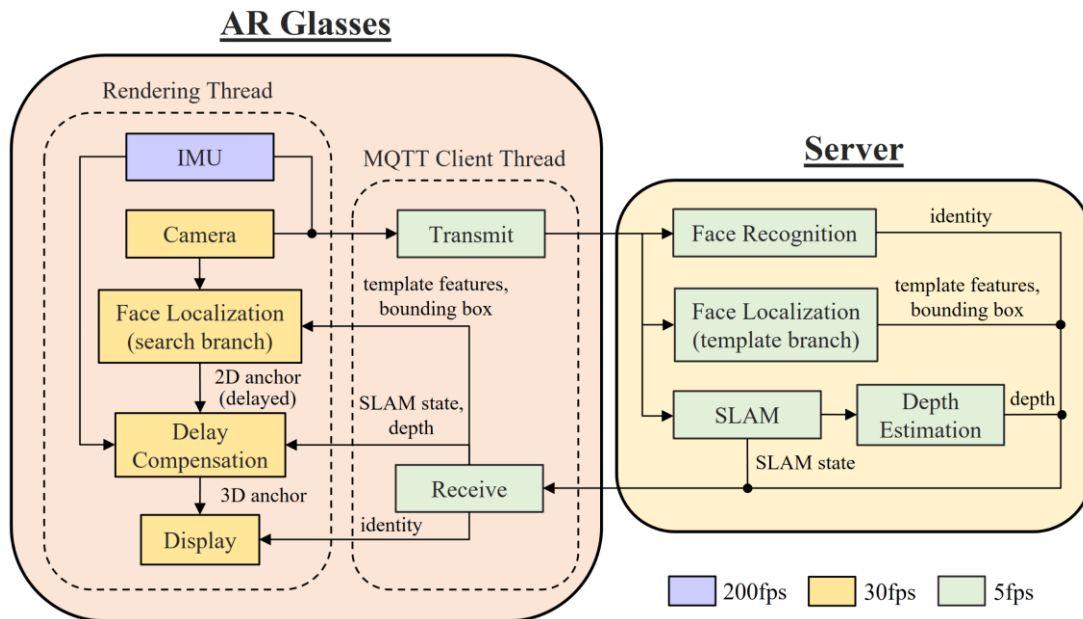 AR Glasses
Rendering Thread
IMU
Camera
Face Localization
(search branch)
2D anchor
(delayed)
Delay
Compensation
3D anchor
Display
MQTT Client Thread
Transmit
template features,
bounding box
SLAM state,
depth
Receive
identity
Server
Face Recognition
identity
Face Localization
(template branch)
template features,
bounding box
SLAM
Depth
Estimation
depth
SLAM state
200fps
30fps
5fps